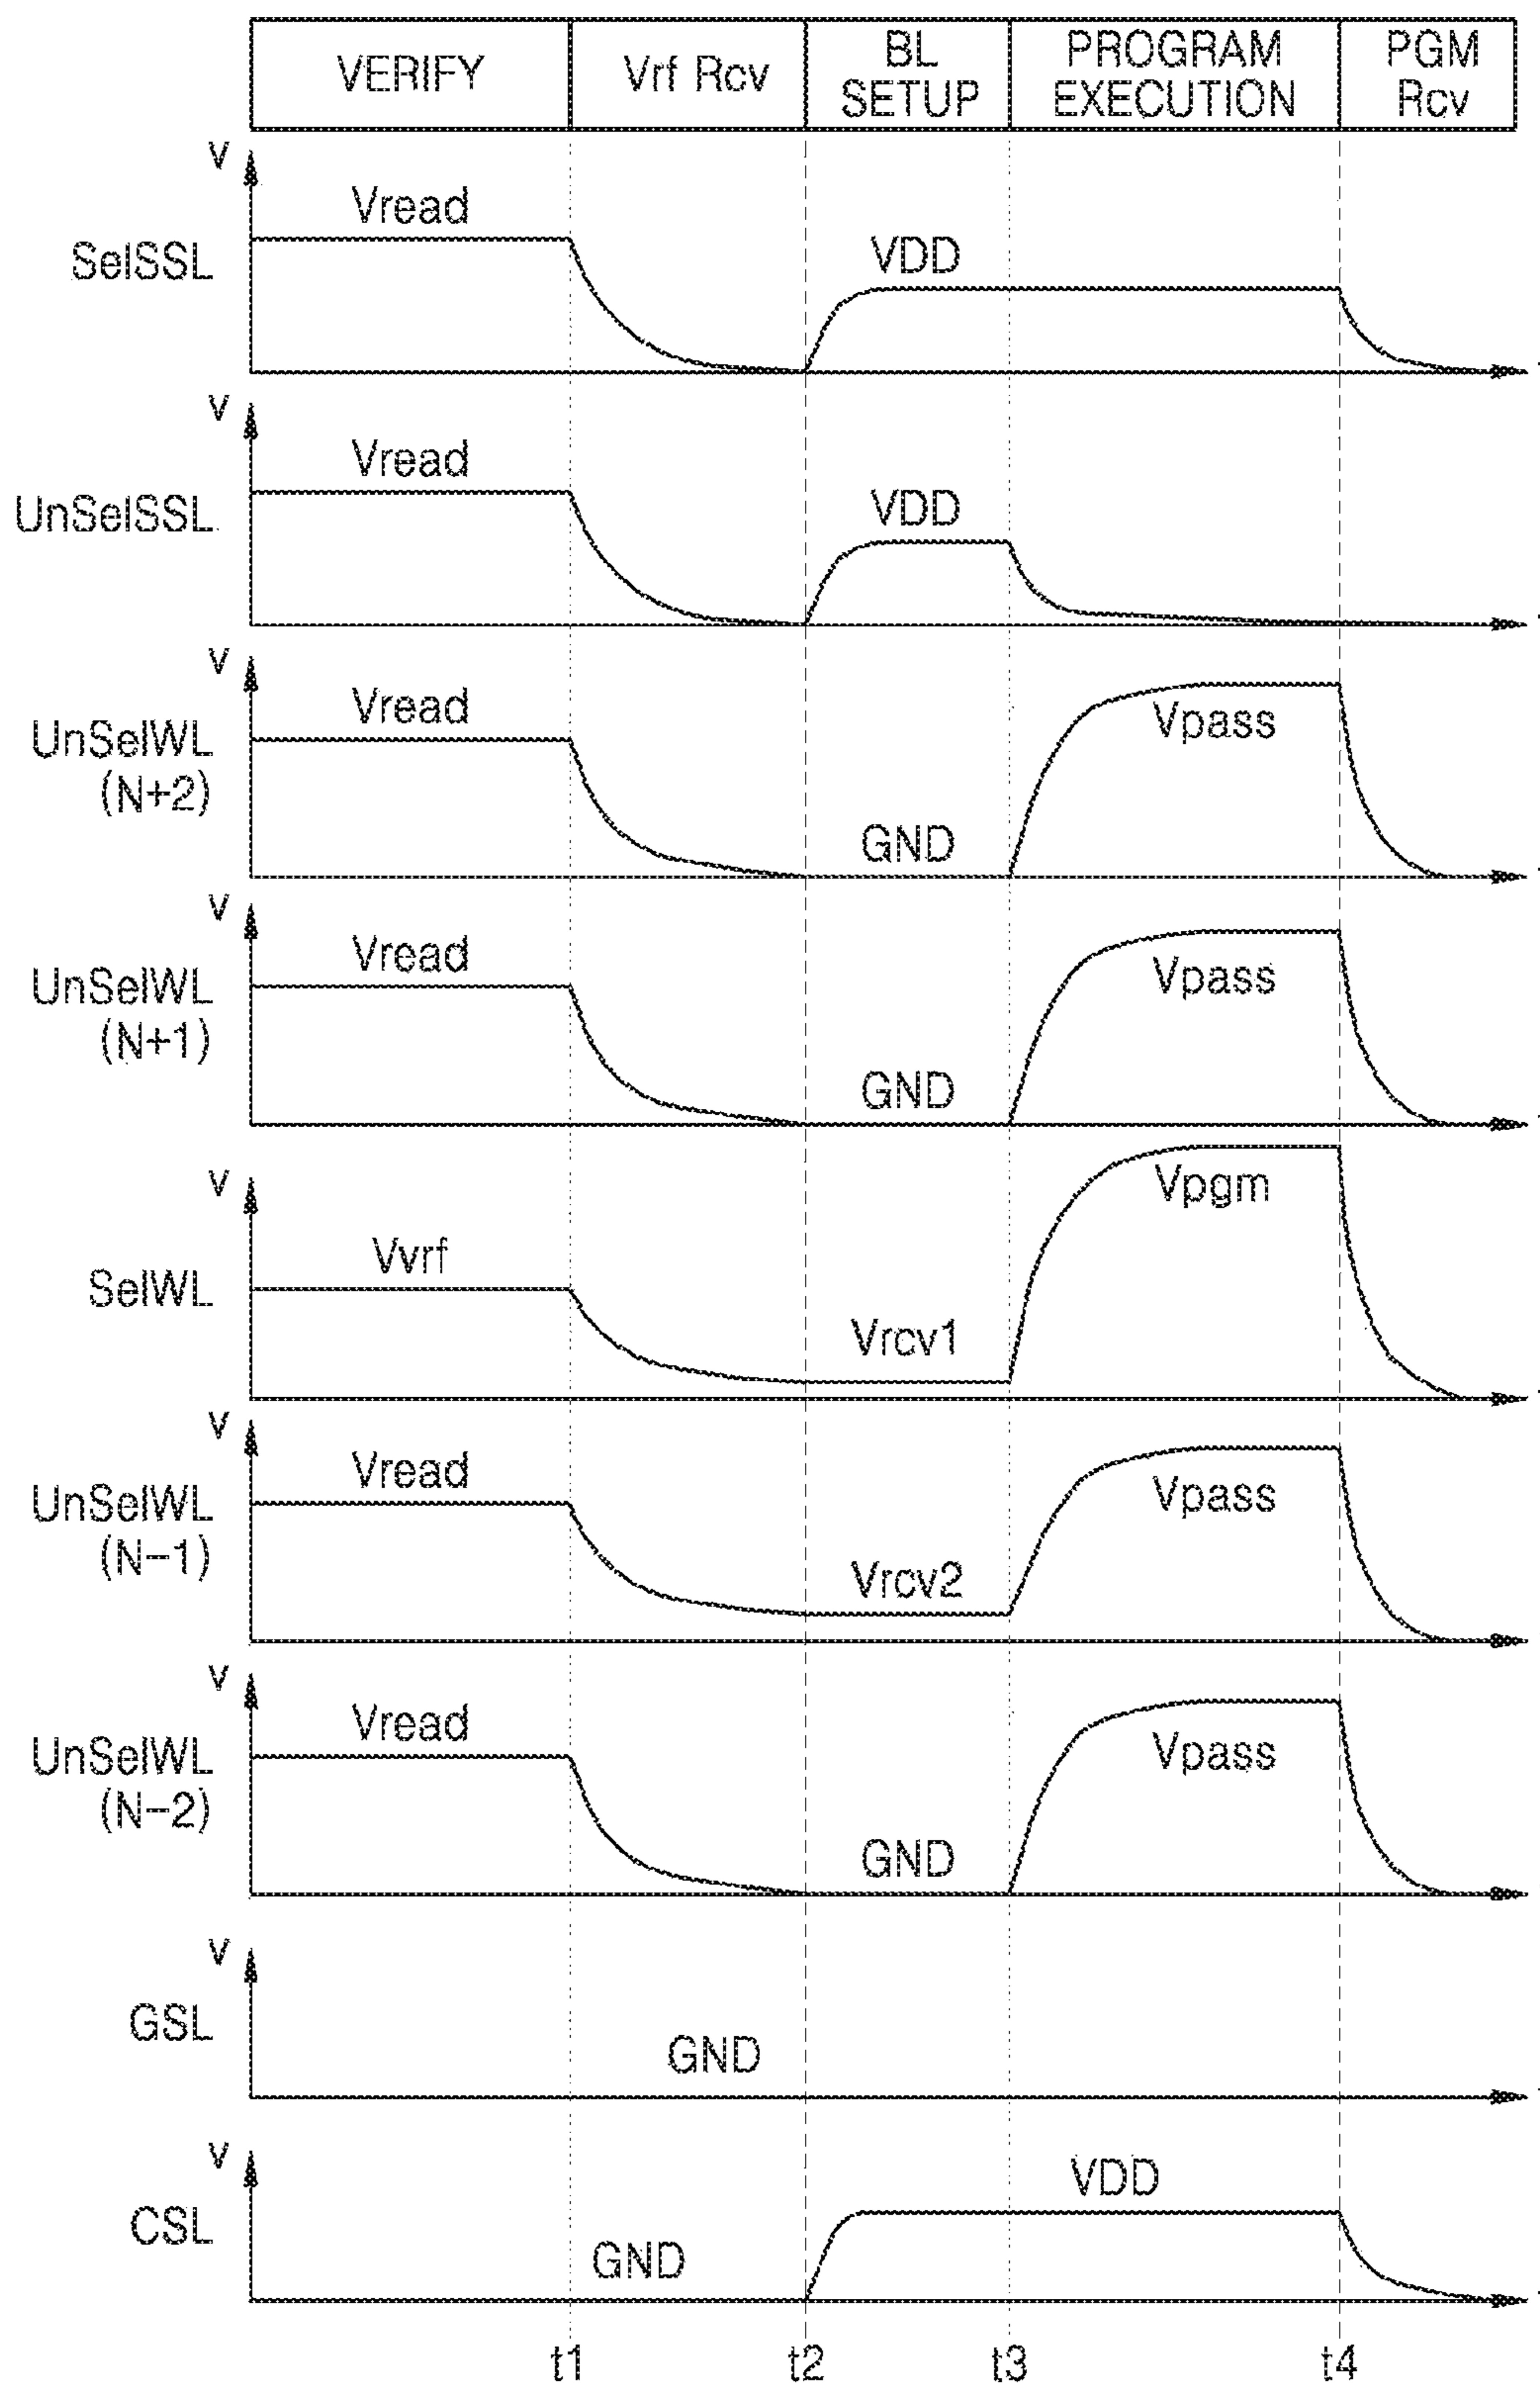 VERIFY
Vrf Rcv
BL
SETUP
PROGRAM
EXECUTION
PGM
Rcv
V
SelSSL
Vread
VDD
V
UnSelSSL
Vread
VDD
V
UnSelWL
(N+2)
Vread
GND
Vpass
V
UnSelWL
(N+1)
Vread
GND
Vpass
V
SelWL
Vvrf
Vrcv1
Vpgm
V
UnSelWL
(N-1)
Vread
Vrcv2
Vpass
V
UnSelWL
(N-2)
Vread
GND
Vpass
V
GSL
GND
V
CSL
GND
VDD
t1
t2
t3
t4